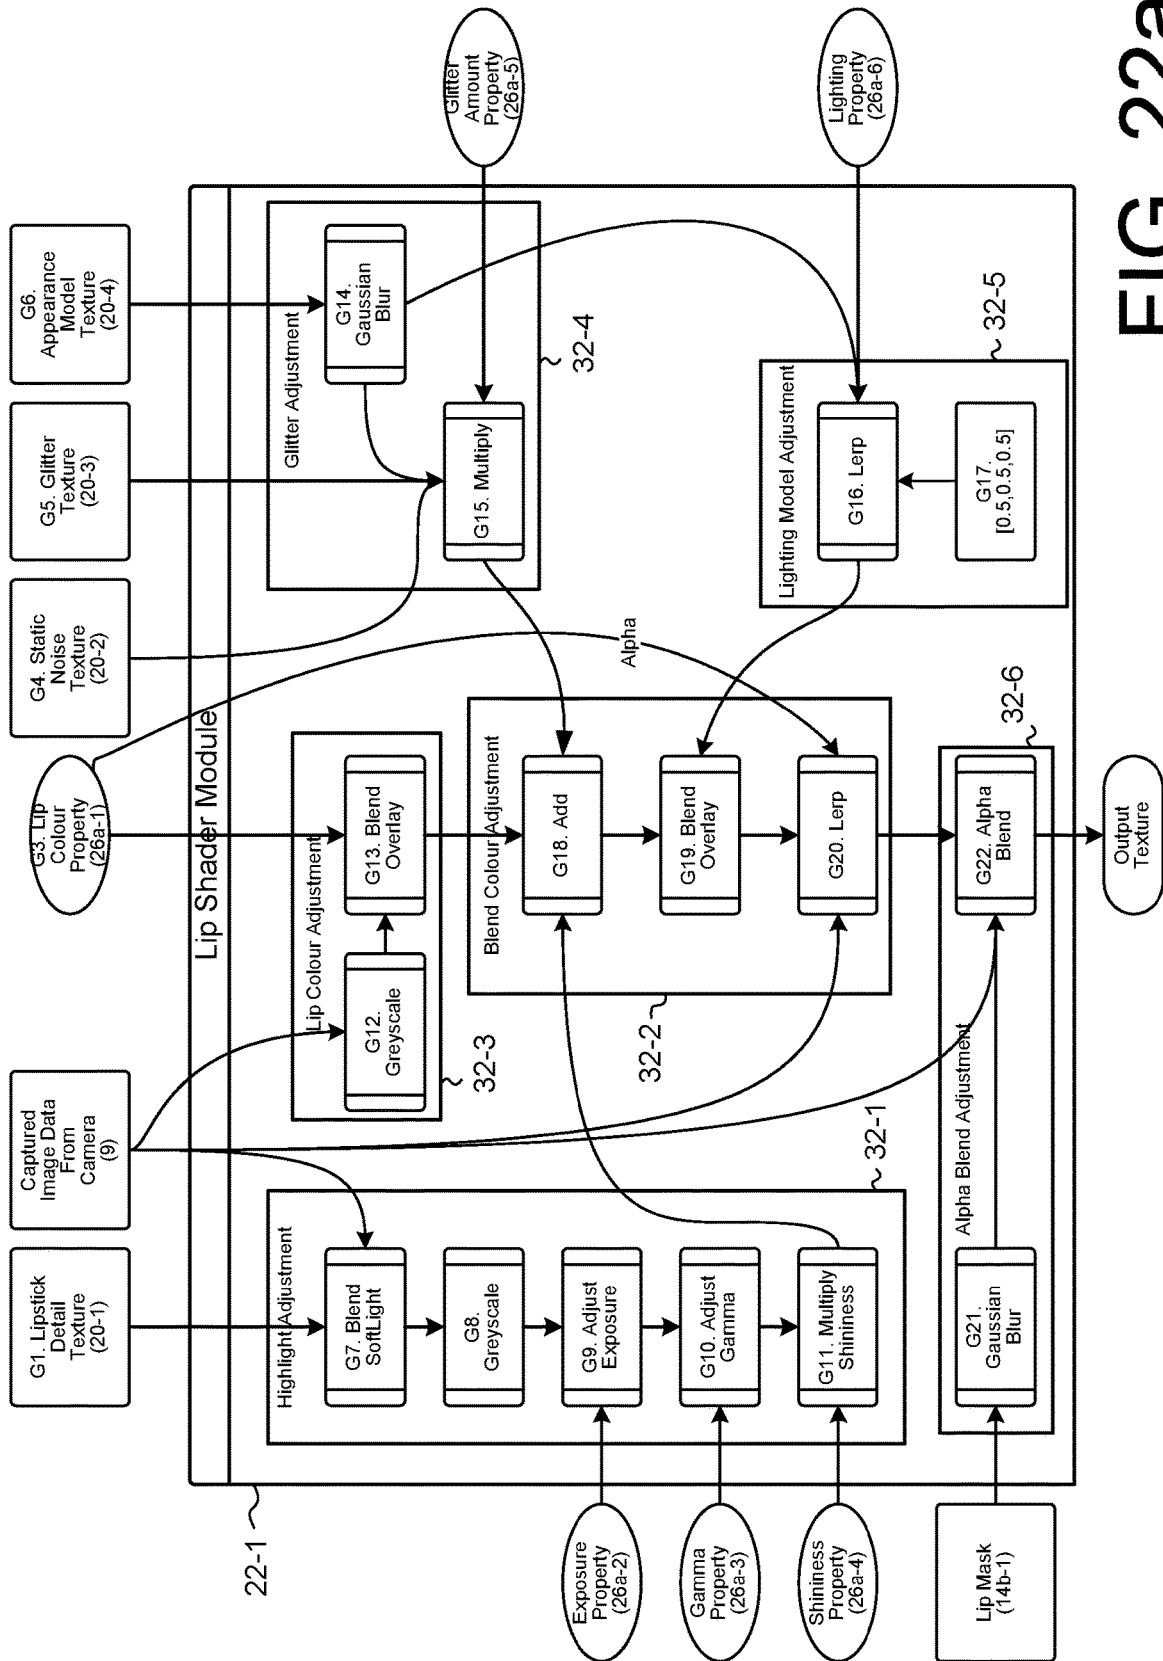 G1. Lipstick
Detail
Texture
(20-1)
Captured
Image Data
From
Camera
(9)
G3. Lip
Colour
Property
(26a-1)
G4. Static
Noise
Texture
(20-2)
G5. Glitter
Texture
(20-3)
G6.
Appearance
Model
Texture
(20-4)
22-1
Lip Shader Module
Highlight Adjustment
G7. Blend
SoftLight
G8.
Greyscale
G9. Adjust
Exposure
G10. Adjust
Gamma
G11. Multiply
Shininess
32-1
Exposure
Property
(26a-2)
Gamma
Property
(26a-3)
Shininess
Property
(26a-4)
Lip Mask
(14b-1)
Lip Colour Adjustment
G12.
Greyscale
G13. Blend
Overlay
32-3
Blend Colour Adjustment
G18. Add
G19. Blend
Overlay
G20. Lerp
32-2
Alpha
Glitter Adjustment
G14.
Gaussian
Blur
G15. Multiply
32-4
Glitter
Amount
Property
(26a-5)
Lighting
Property
(26a-6)
Lighting Model Adjustment
G16. Lerp
G17.
[0.5,0.5,0.5]
32-5
Alpha Blend Adjustment
G21.
Gaussian
Blur
G22. Alpha
Blend
32-6
Output
Texture
FIG. 22a